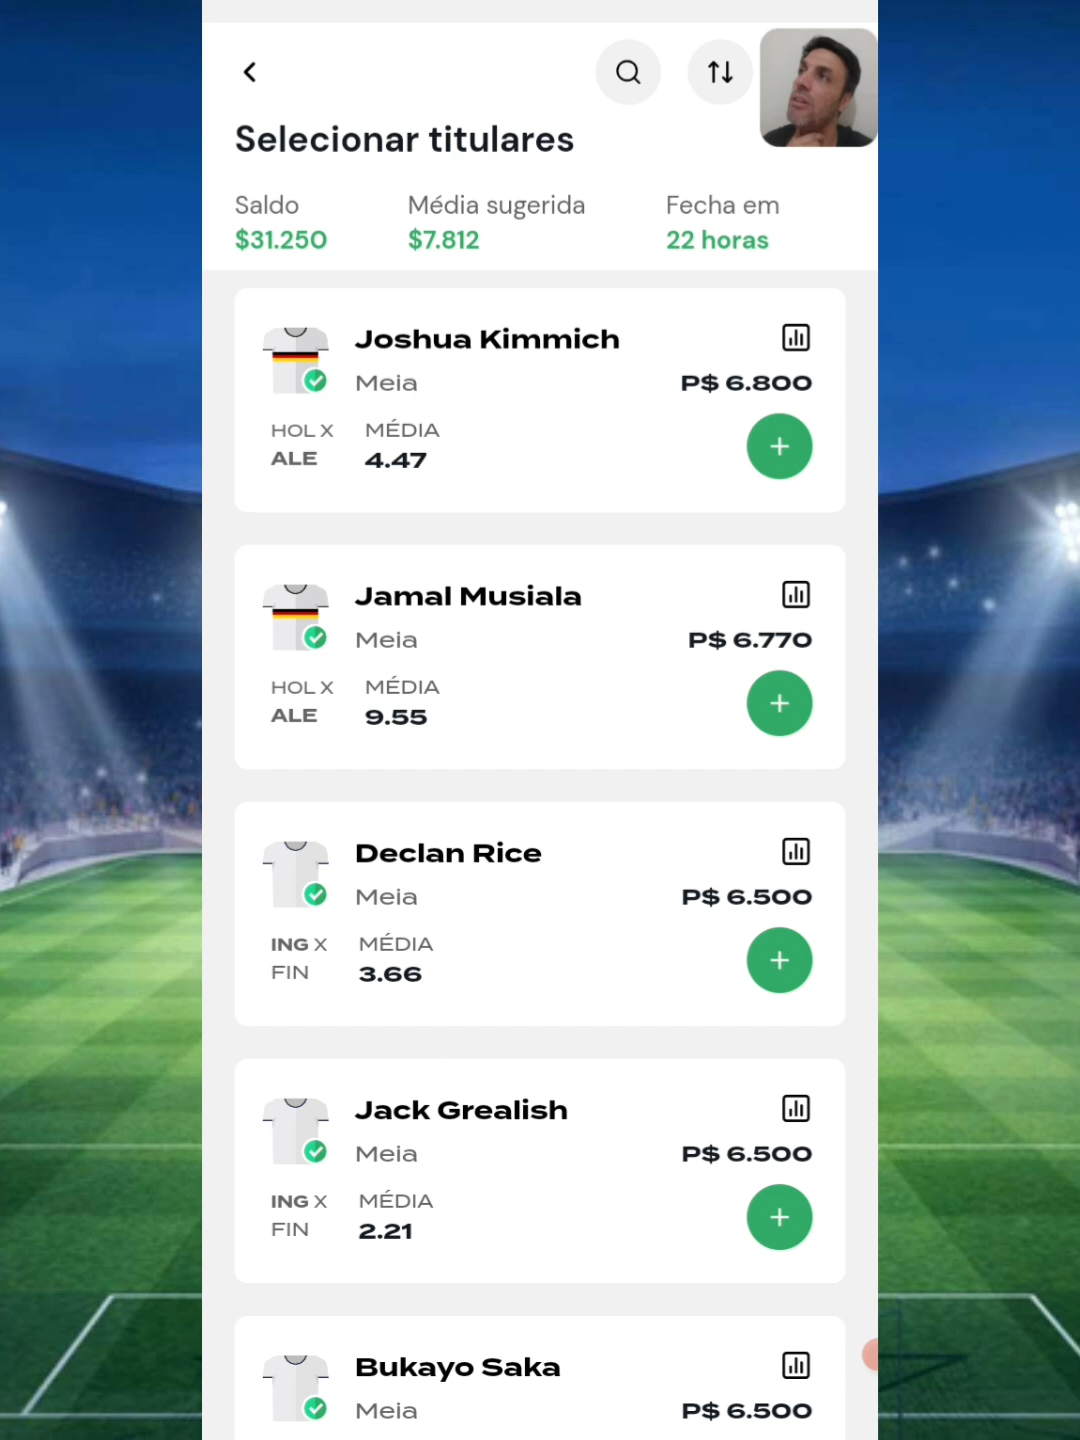 Selecionar titulares
Saldo Média sugerida Fecha em
$31.250 $7.812 22 horas
Joshua Kimmich
Meia P$ 6.800
HOL X MÉDIA
ALE 4.47
Jamal Musiala
Meia P$ 6.770
HOL X MÉDIA
ALE 9.55
Declan Rice
Meia P$ 6.500
ING X MÉDIA
FIN 3.66
Jack Grealish
Meia P$ 6.500
ING X MÉDIA
FIN 2.21
Bukayo Saka
Meia P$ 6.500